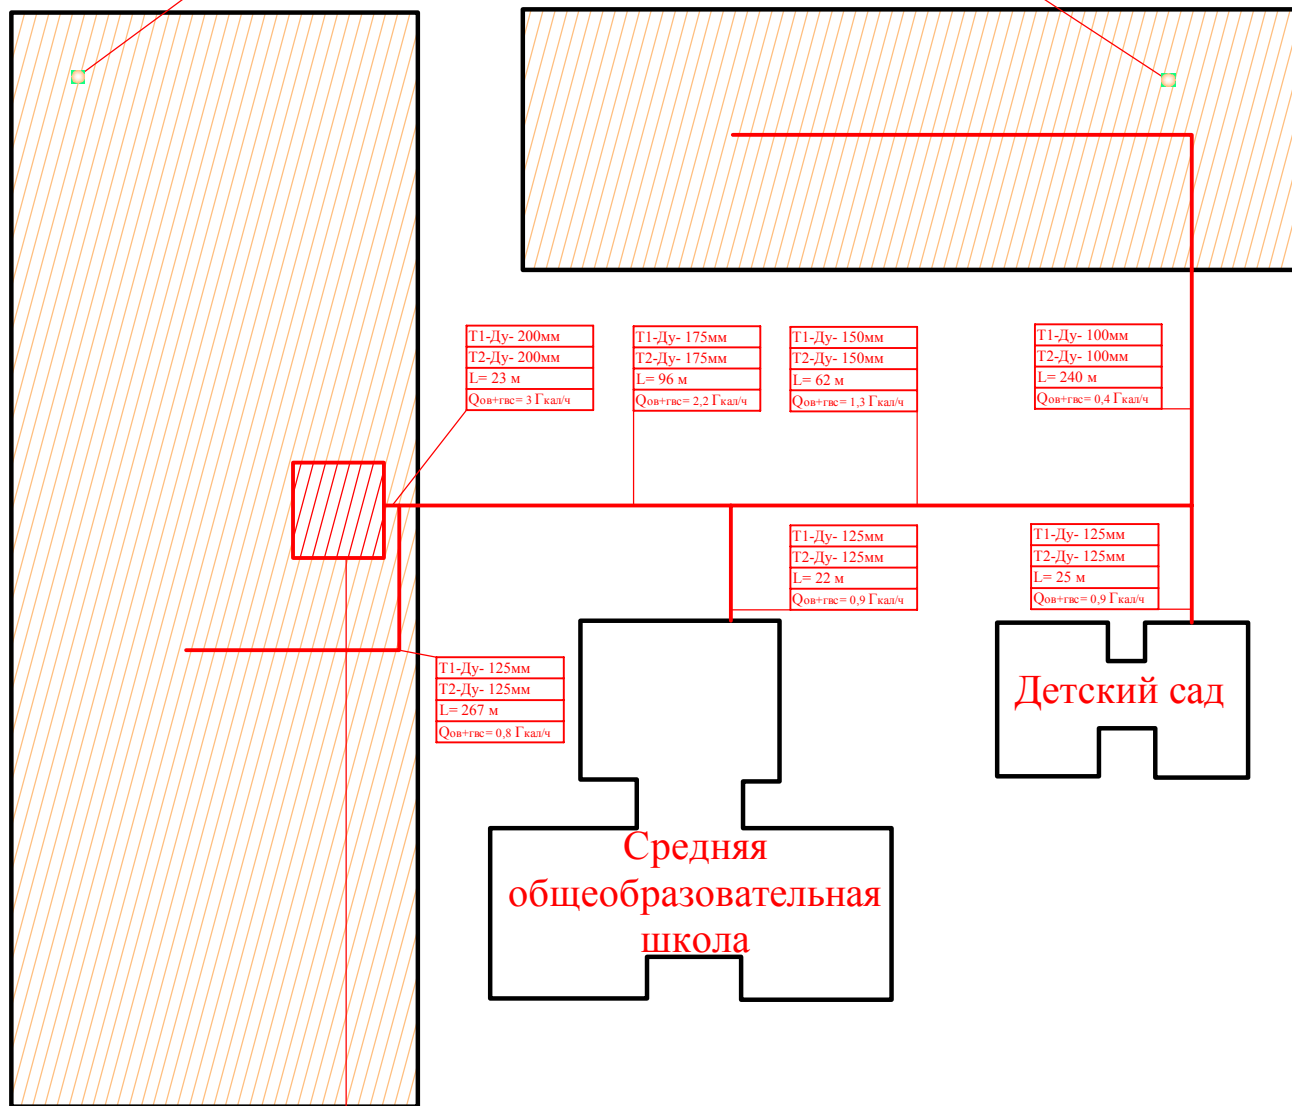 Т1-Ду- 200мм
Т2-Ду- 200мм
L= 23 м
Qов+гвс= 3 Гкал/ч
Т1-Ду- 175мм
Т2-Ду- 175мм
L= 96 м
Qов+гвс= 2,2 Гкал/ч
Т1-Ду- 150мм
Т2-Ду- 150мм
L= 62 м
Qов+гвс= 1,3 Гкал/ч
Т1-Ду- 100мм
Т2-Ду- 100мм
L= 240 м
Qов+гвс= 0,4 Гкал/ч
Т1-Ду- 125мм
Т2-Ду- 125мм
L= 22 м
Qов+гвс= 0,9 Гкал/ч
Т1-Ду- 125мм
Т2-Ду- 125мм
L= 25 м
Qов+гвс= 0,9 Гкал/ч
Т1-Ду- 125мм
Т2-Ду- 125мм
L= 267 м
Qов+гвс= 0,8 Гкал/ч
Детский сад
Средняя
общеобразовательная
школа